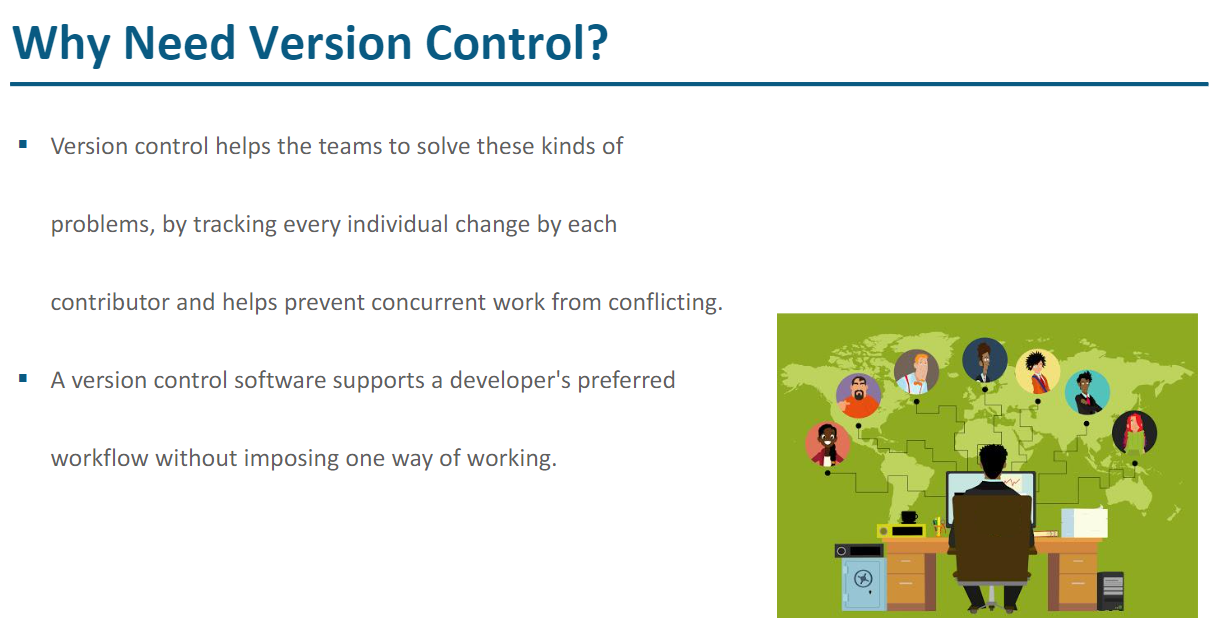 Why Need Version Control?
▪ Version control helps the teams to solve these kinds of
problems, by tracking every individual change by each
contributor and helps prevent concurrent work from conflicting.
▪ A version control software supports a developer's preferred
workflow without imposing one way of working.